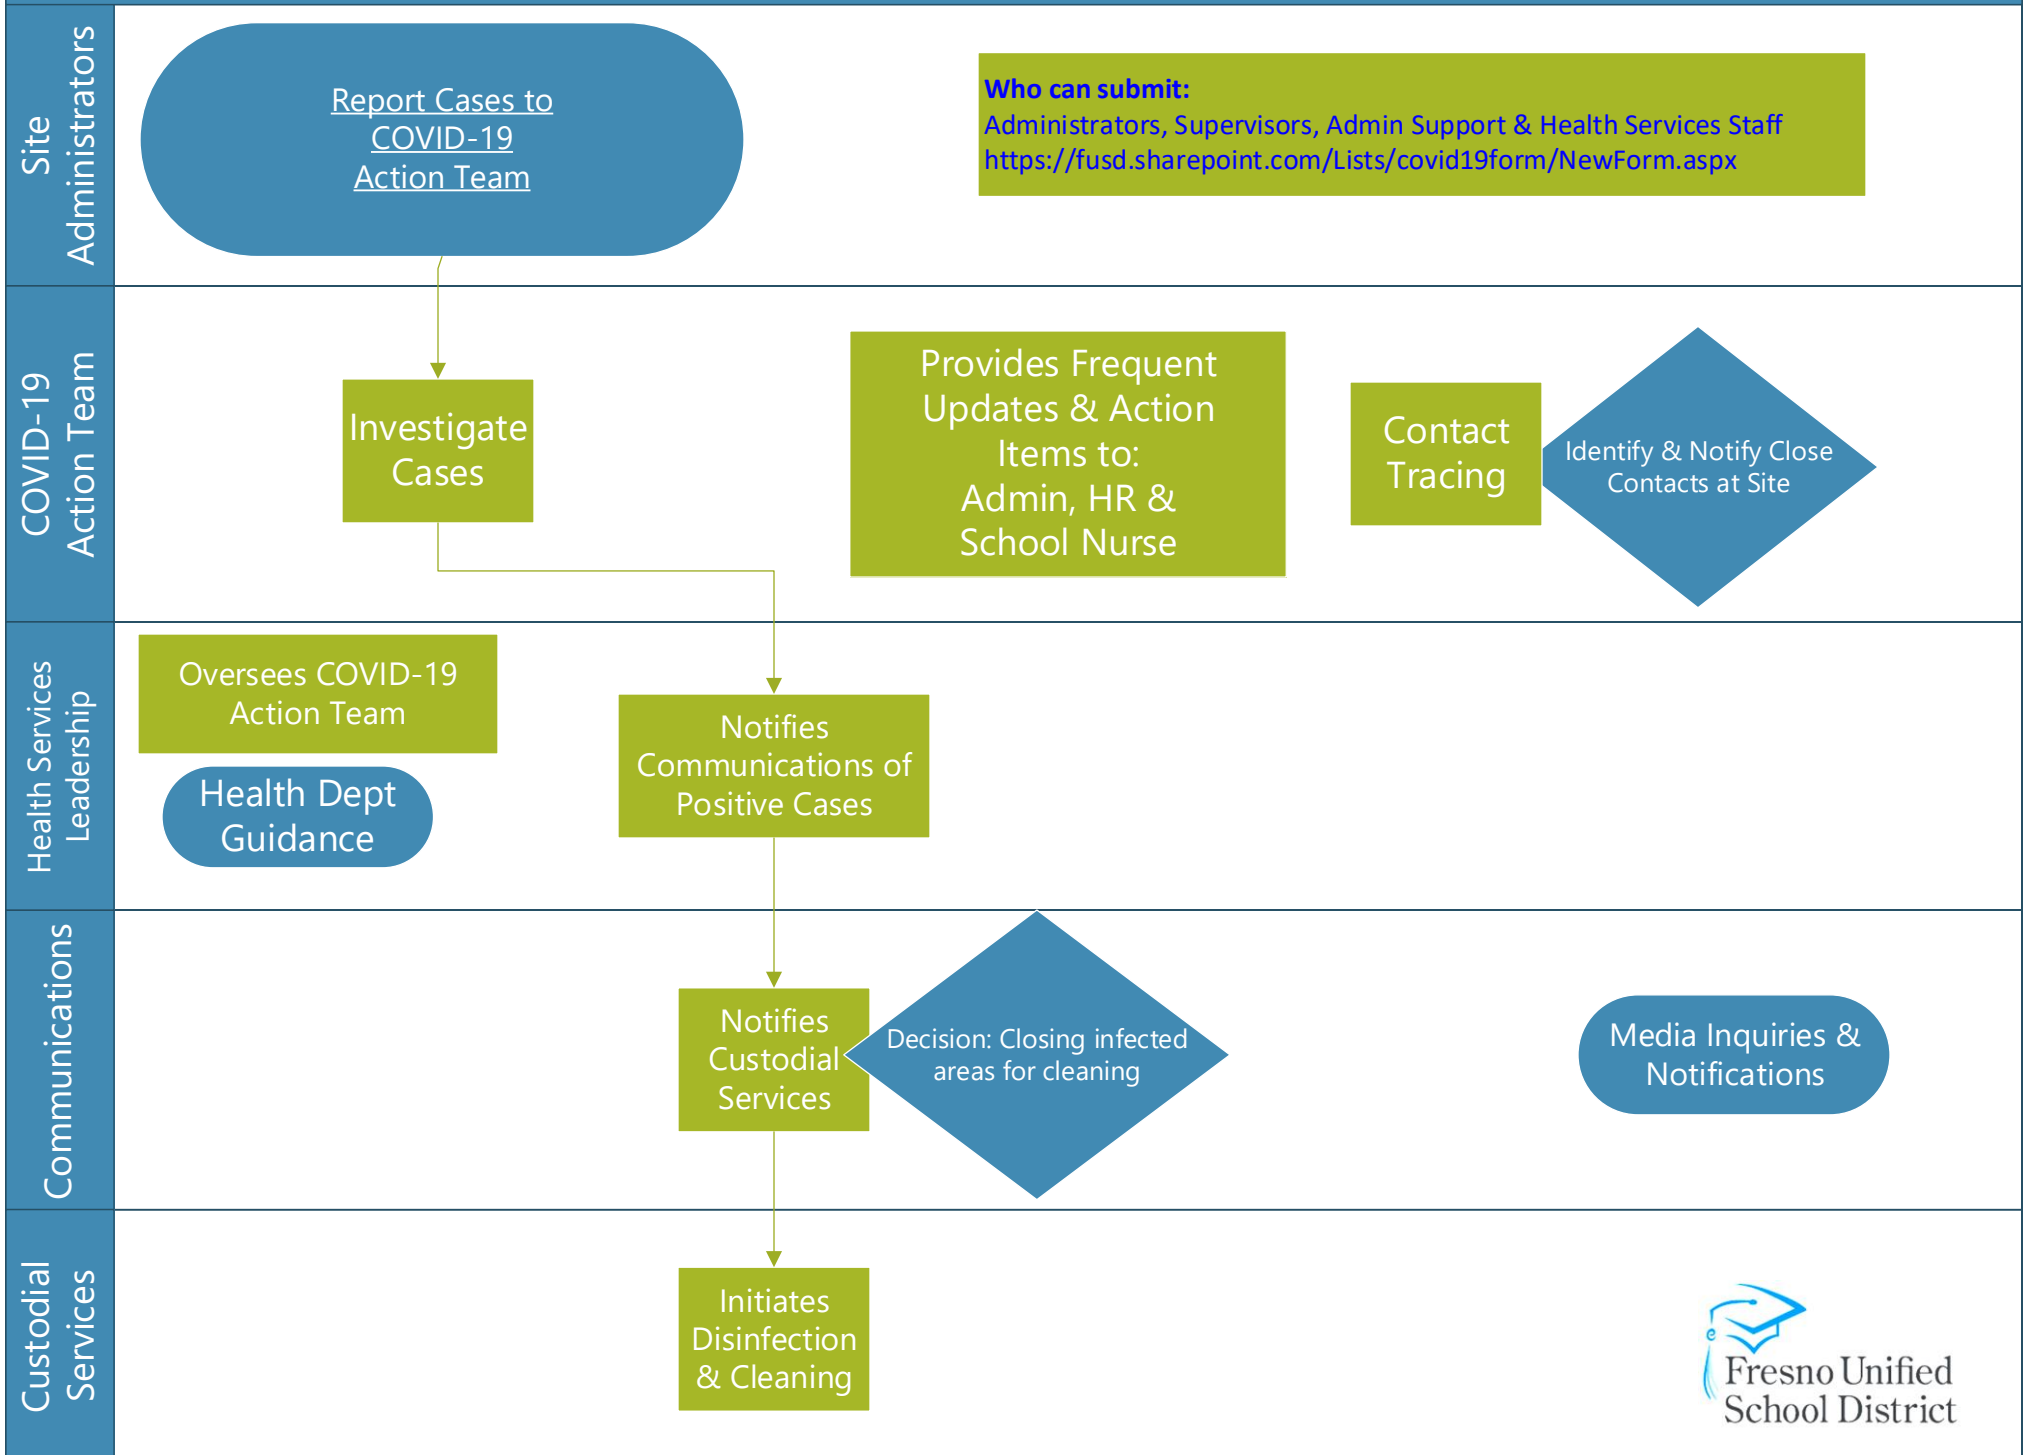 Site
Administrators
Report Cases to
COVID-19
Action Team
Who can submit:
Administrators, Supervisors, Admin Support & Health Services Staff
https://fusd.sharepoint.com/Lists/covid19form/NewForm.aspx
COVID-19
Action Team
Investigate
Cases
Provides Frequent
Updates & Action
Items to:
Admin, HR &
School Nurse
Contact
Tracing
Identify & Notify Close
Contacts at Site
Health Services
Leadership
Oversees COVID-19
Action Team
Health Dept
Guidance
Notifies
Communications of
Positive Cases
Communications
Notifies
Custodial
Services
Decision: Closing infected
areas for cleaning
Media Inquiries &
Notifications
Custodial
Services
Initiates
Disinfection
& Cleaning
Fresno Unified
School District